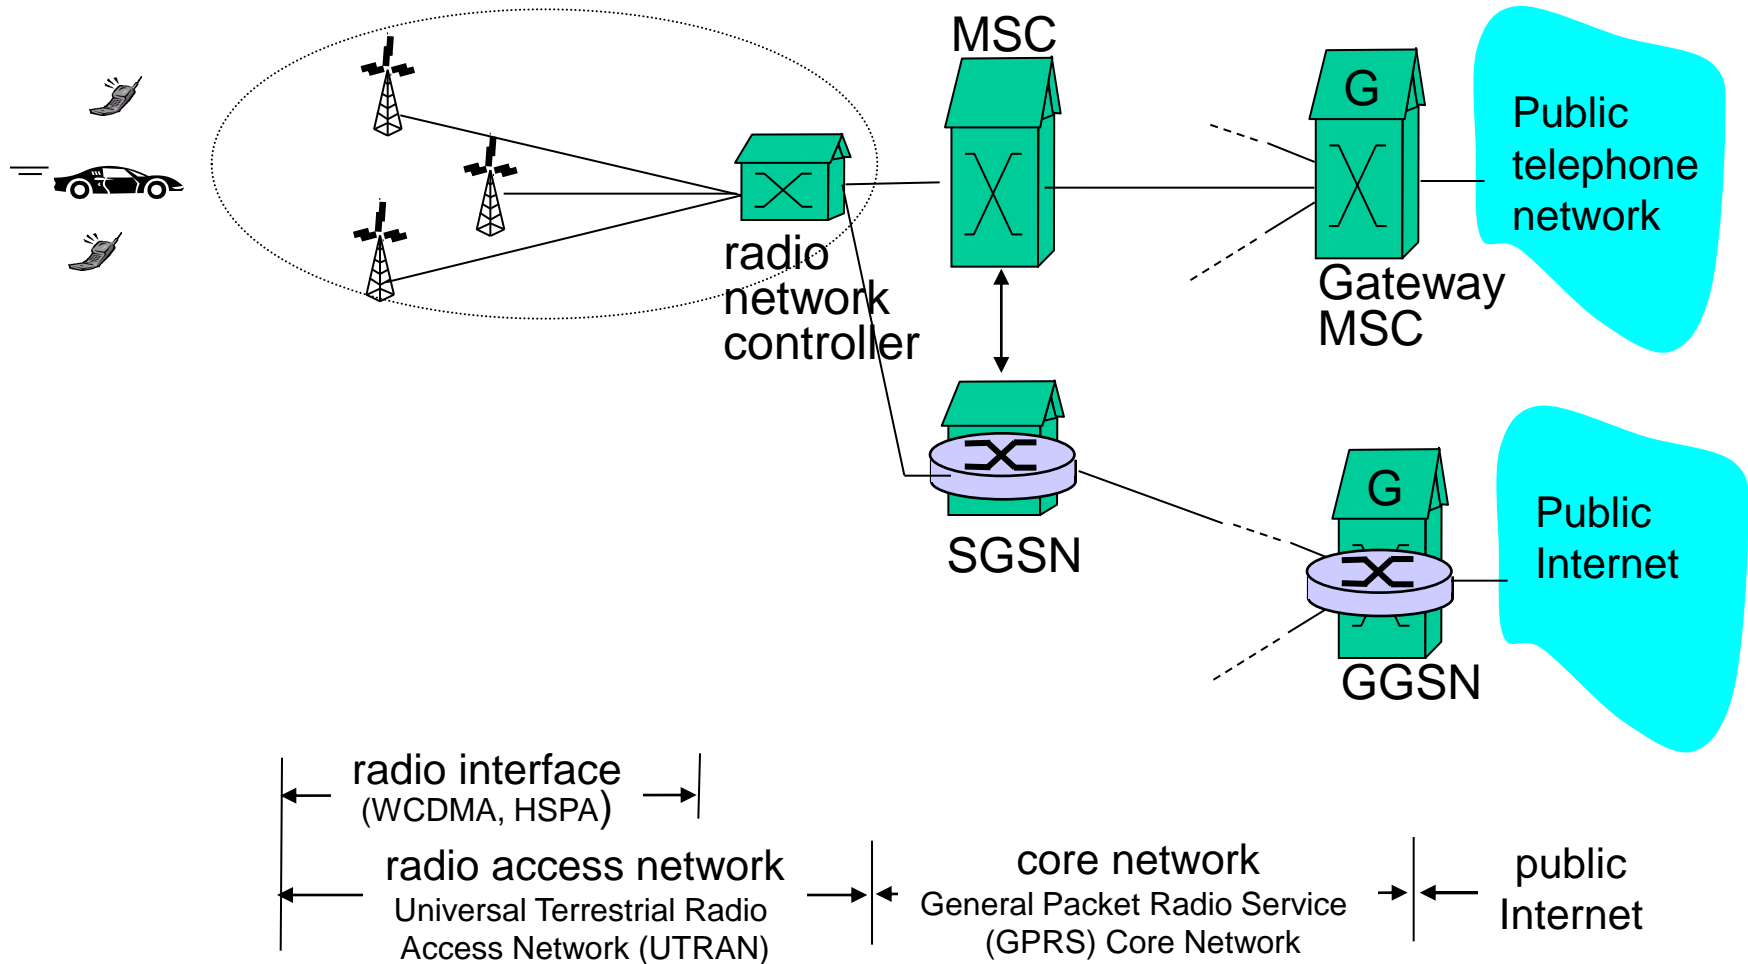 MSC
G
Public
telephone
network
radio
network
controller
Gateway
MSC
SGSN
G
Public
Internet
GGSN
radio interface
(WCDMA, HSPA)
radio access network
Universal Terrestrial Radio
Access Network (UTRAN)
core network
General Packet Radio Service
(GPRS) Core Network
public
Internet